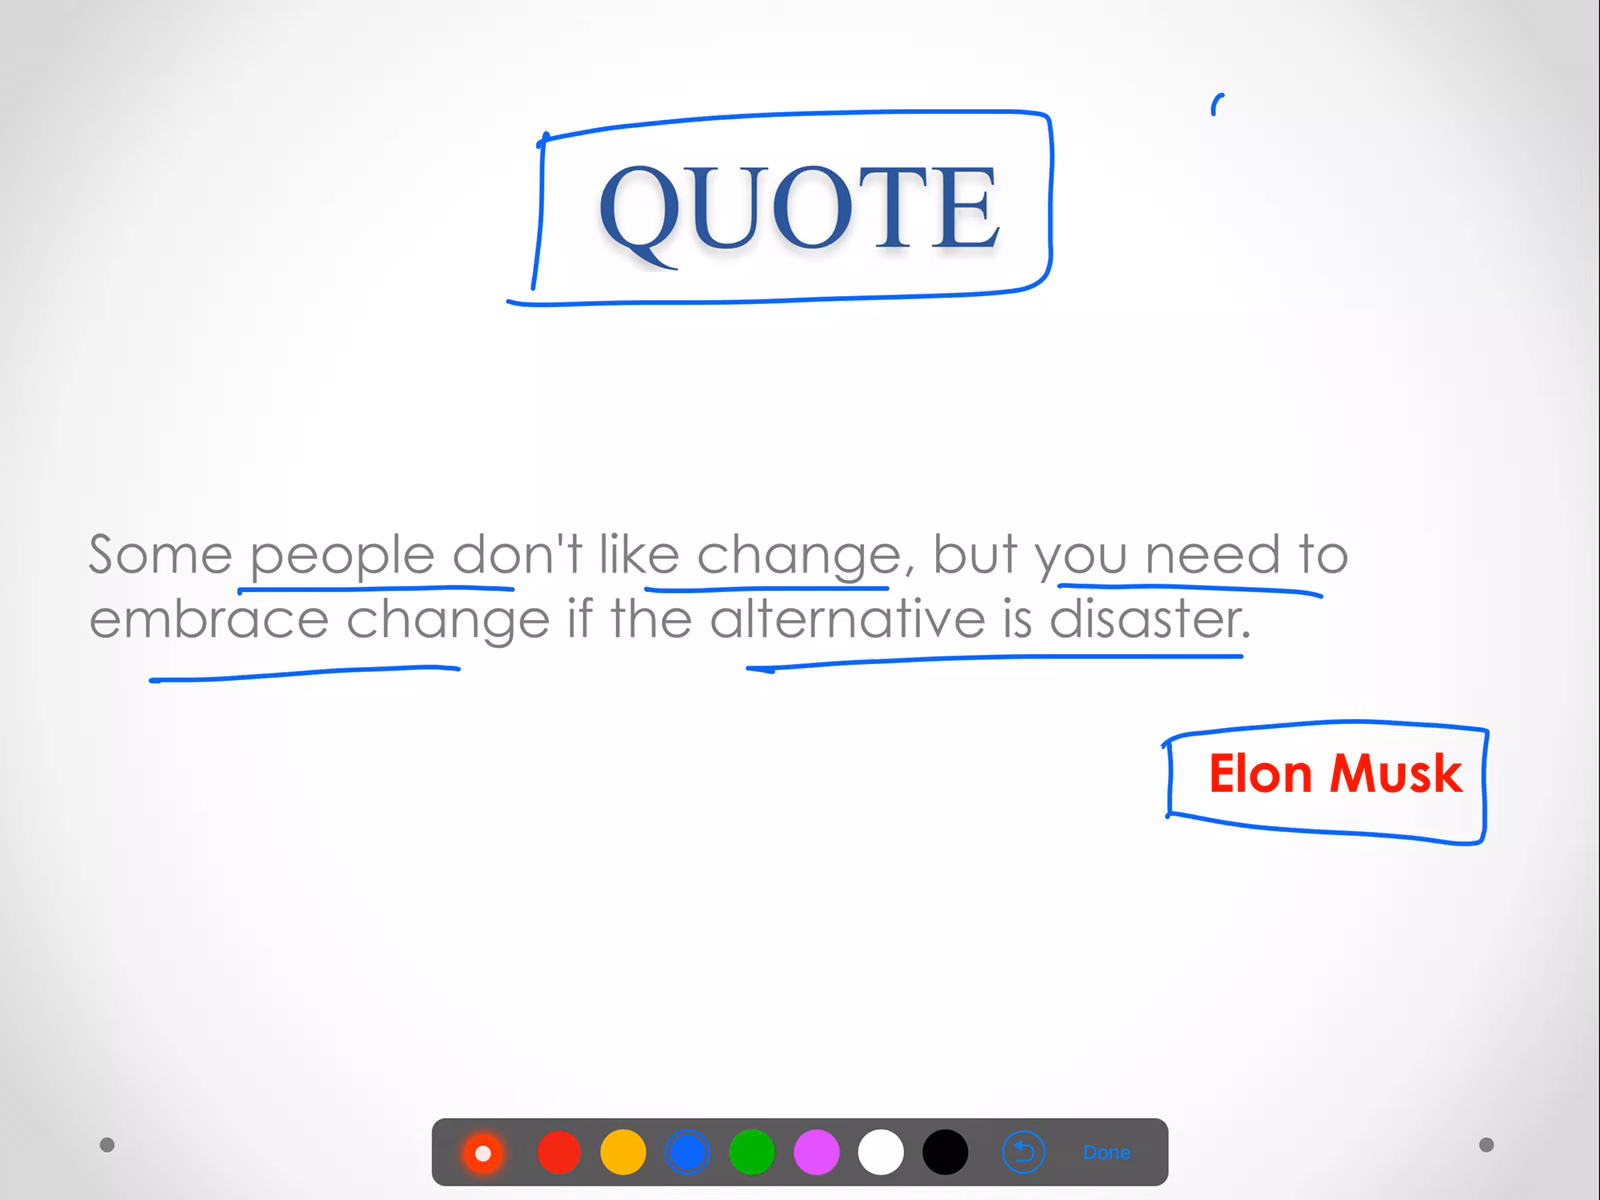 QUOTE
Some people don't like change, but you need to
embrace change if the alternative is disaster.
Elon Musk
Done